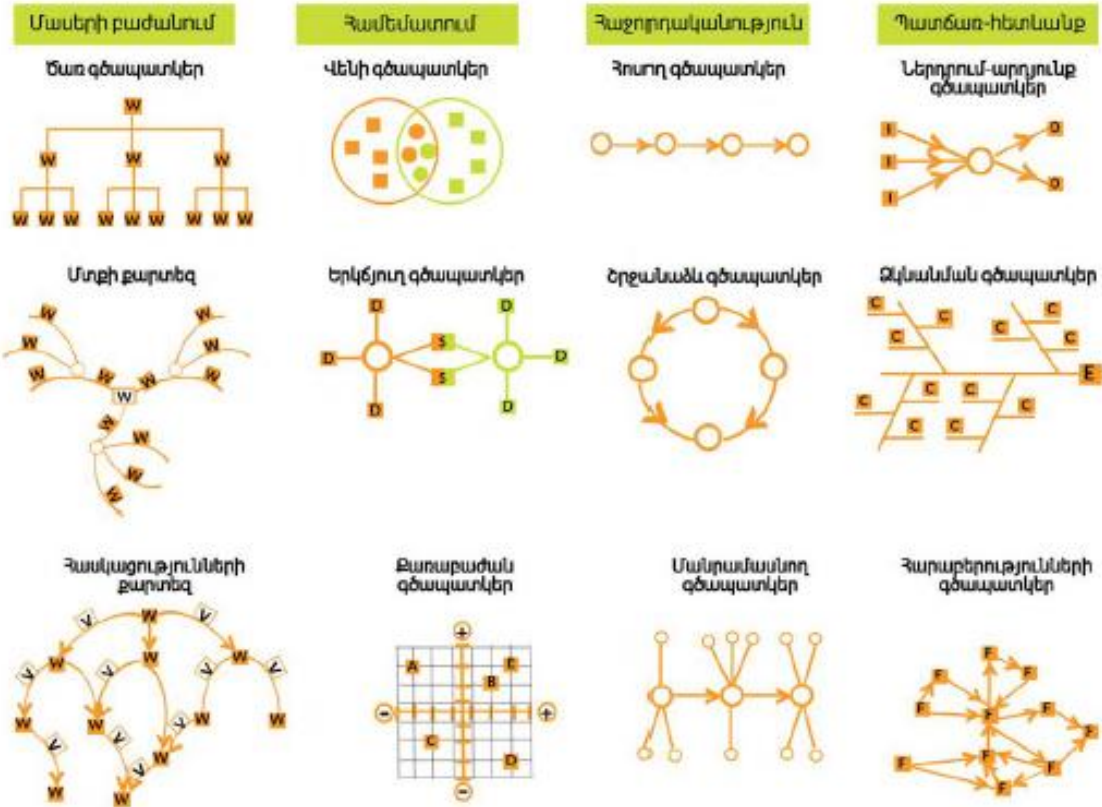 Մասերի բաժանում
Համեմատում
Հաջորդականություն
Պատճառ-հետևանք
Ծառ գծապատկեր
Վենի գծապատկեր
Հոսող գծապատկեր
Ներդրում-արդյունք
գծապատկեր
W
W W W
W W W W W W W W W
I I I
O O
Մտքի քարտեզ
Երկճյուղ գծապատկեր
Շրջանաձև գծապատկեր
Ձկնանման գծապատկեր
W W W W W W W W W W W W W
D D D S S D D D
C C C C C C C C E
Հասկացությունների
քարտեզ
Քառաբաժան
գծապատկեր
Մանրամասնող
գծապատկեր
Հարաբերությունների
գծապատկեր
V W V
W W W
V V V V
W W W W
V V W
W V W
+
A E
B
− +
C
D
−
F F F F F F F F F F F